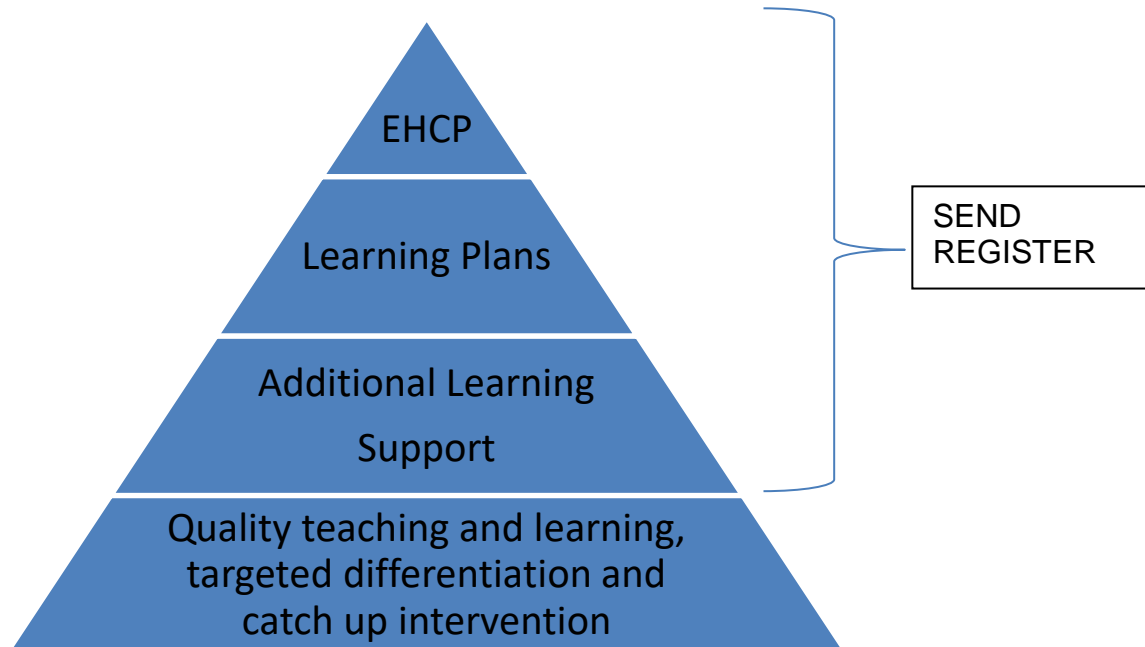 EHCP
Learning Plans
Additional Learning
Support
Quality teaching and learning,
targeted differentiation and
catch up intervention
SEND
REGISTER